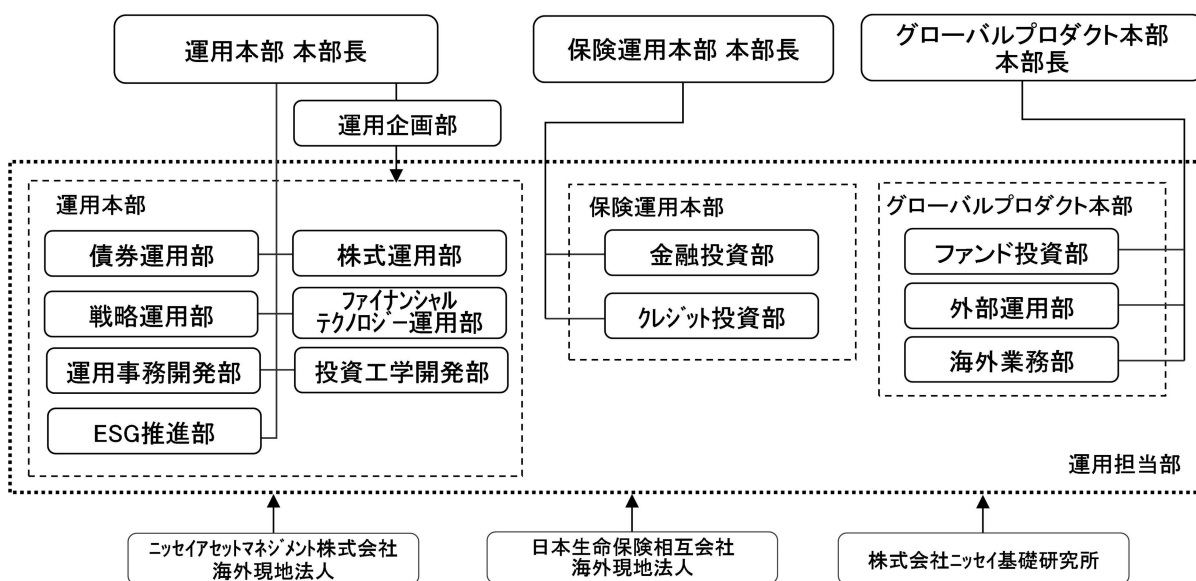 運用本部 本部長
保険運用本部 本部長
グローバルプロダクト本部
本部長
運用企画部
運用本部
債券運用部
株式運用部
戦略運用部
ファイナンシャル
テクノロジー運用部
運用事務開発部
投資工学開発部
ESG推進部
保険運用本部
金融投資部
クレジット投資部
グローバルプロダクト本部
ファンド投資部
外部運用部
海外業務部
運用担当部
ニッセイアセットマネジメント株式会社
海外現地法人
日本生命保険相互会社
海外現地法人
株式会社ニッセイ基礎研究所